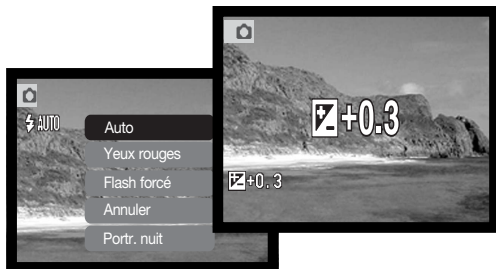 AUTO
Auto
Yeux rouges
Flash forcé
Annuler
Portr. nuit
+0.3
+0.3